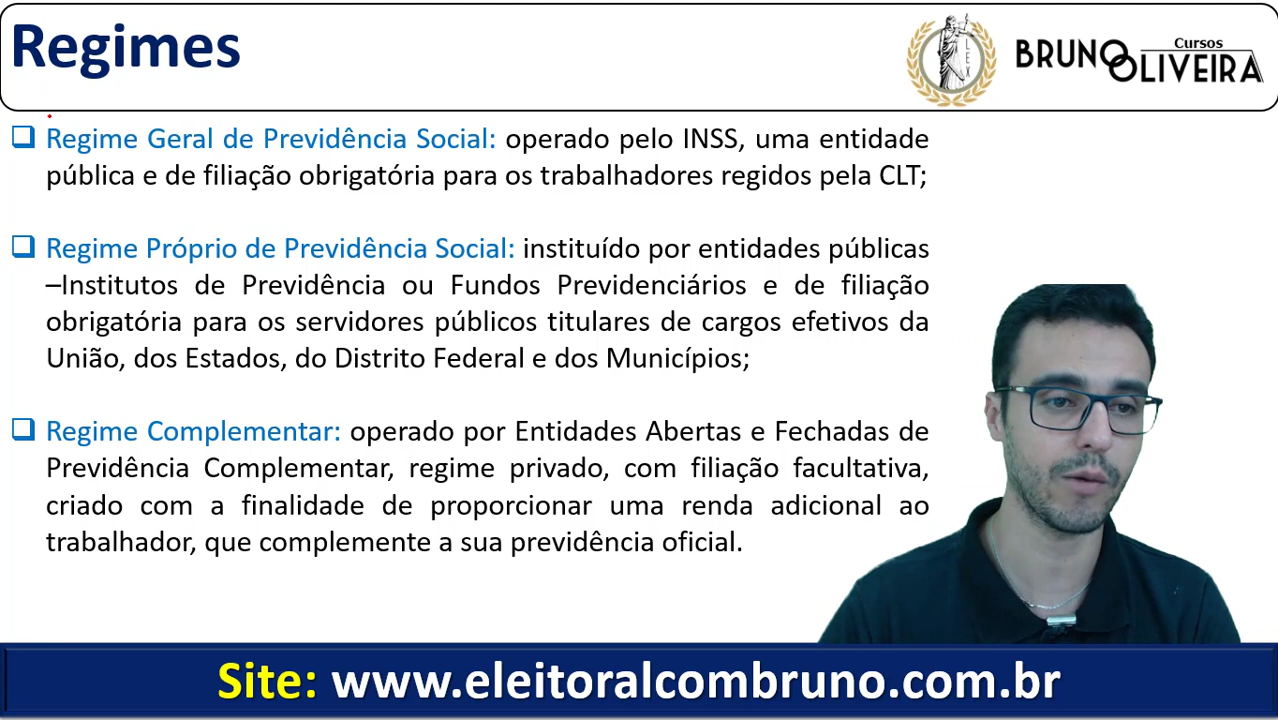 Regimes
LEX
Cursos
BRUNO OLIVEIRA
Regime Geral de Previdência Social: operado pelo INSS, uma entidade
pública e de filiação obrigatória para os trabalhadores regidos pela CLT;
Regime Próprio de Previdência Social: instituído por entidades públicas
–Institutos de Previdência ou Fundos Previdenciários e de filiação
obrigatória para os servidores públicos titulares de cargos efetivos da
União, dos Estados, do Distrito Federal e dos Municípios;
Regime Complementar: operado por Entidades Abertas e Fechadas de
Previdência Complementar, regime privado, com filiação facultativa,
criado com a finalidade de proporcionar uma renda adicional ao
trabalhador, que complemente a sua previdência oficial.
Site: www.eleitoralcombruno.com.br